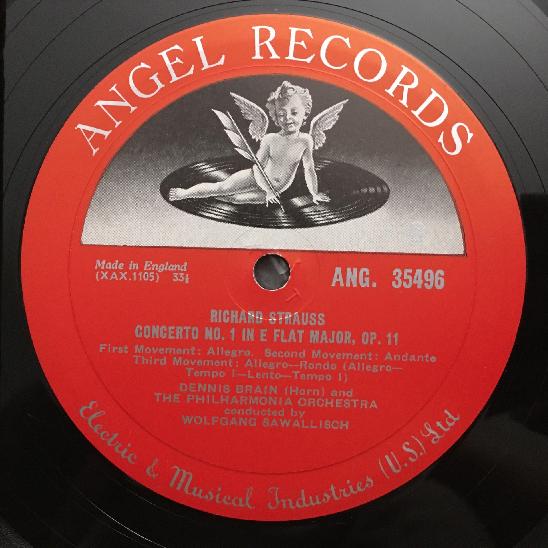 ANGEL RECORDS
Made in England
(XAX.1105) 33⅓
ANG. 35496
RICHARD STRAUSS
CONCERTO NO. 1 IN E FLAT MAJOR, OP. 11
First Movement: Allegro. Second Movement: Andante
Third Movement: Allegro—Rondo (Allegro—
Tempo I—Lento—Tempo I)
DENNIS BRAIN (Horn) and
THE PHILHARMONIA ORCHESTRA
conducted by
WOLFGANG SAWALLISCH
Electric & Musical Industries (U.S.) Ltd